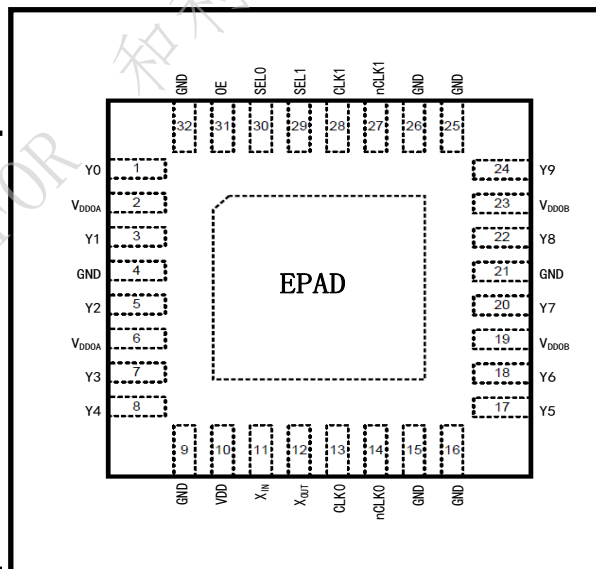 和利
FOR
GND OE SEL0 SEL1 CLK1 nCLK1 GND GND
32 31 30 29 28 27 26 25
Y0 1 24 Y9
VDDOA 2 23 VDDOB
Y1 3 22 Y8
GND 4 21 GND
Y2 5 20 Y7
VDDOA 6 19 VDDOB
Y3 7 18 Y6
Y4 8 17 Y5
EPAD
9 10 11 12 13 14 15 16
GND VDD XIN XOUT CLK0 nCLK0 GND GND